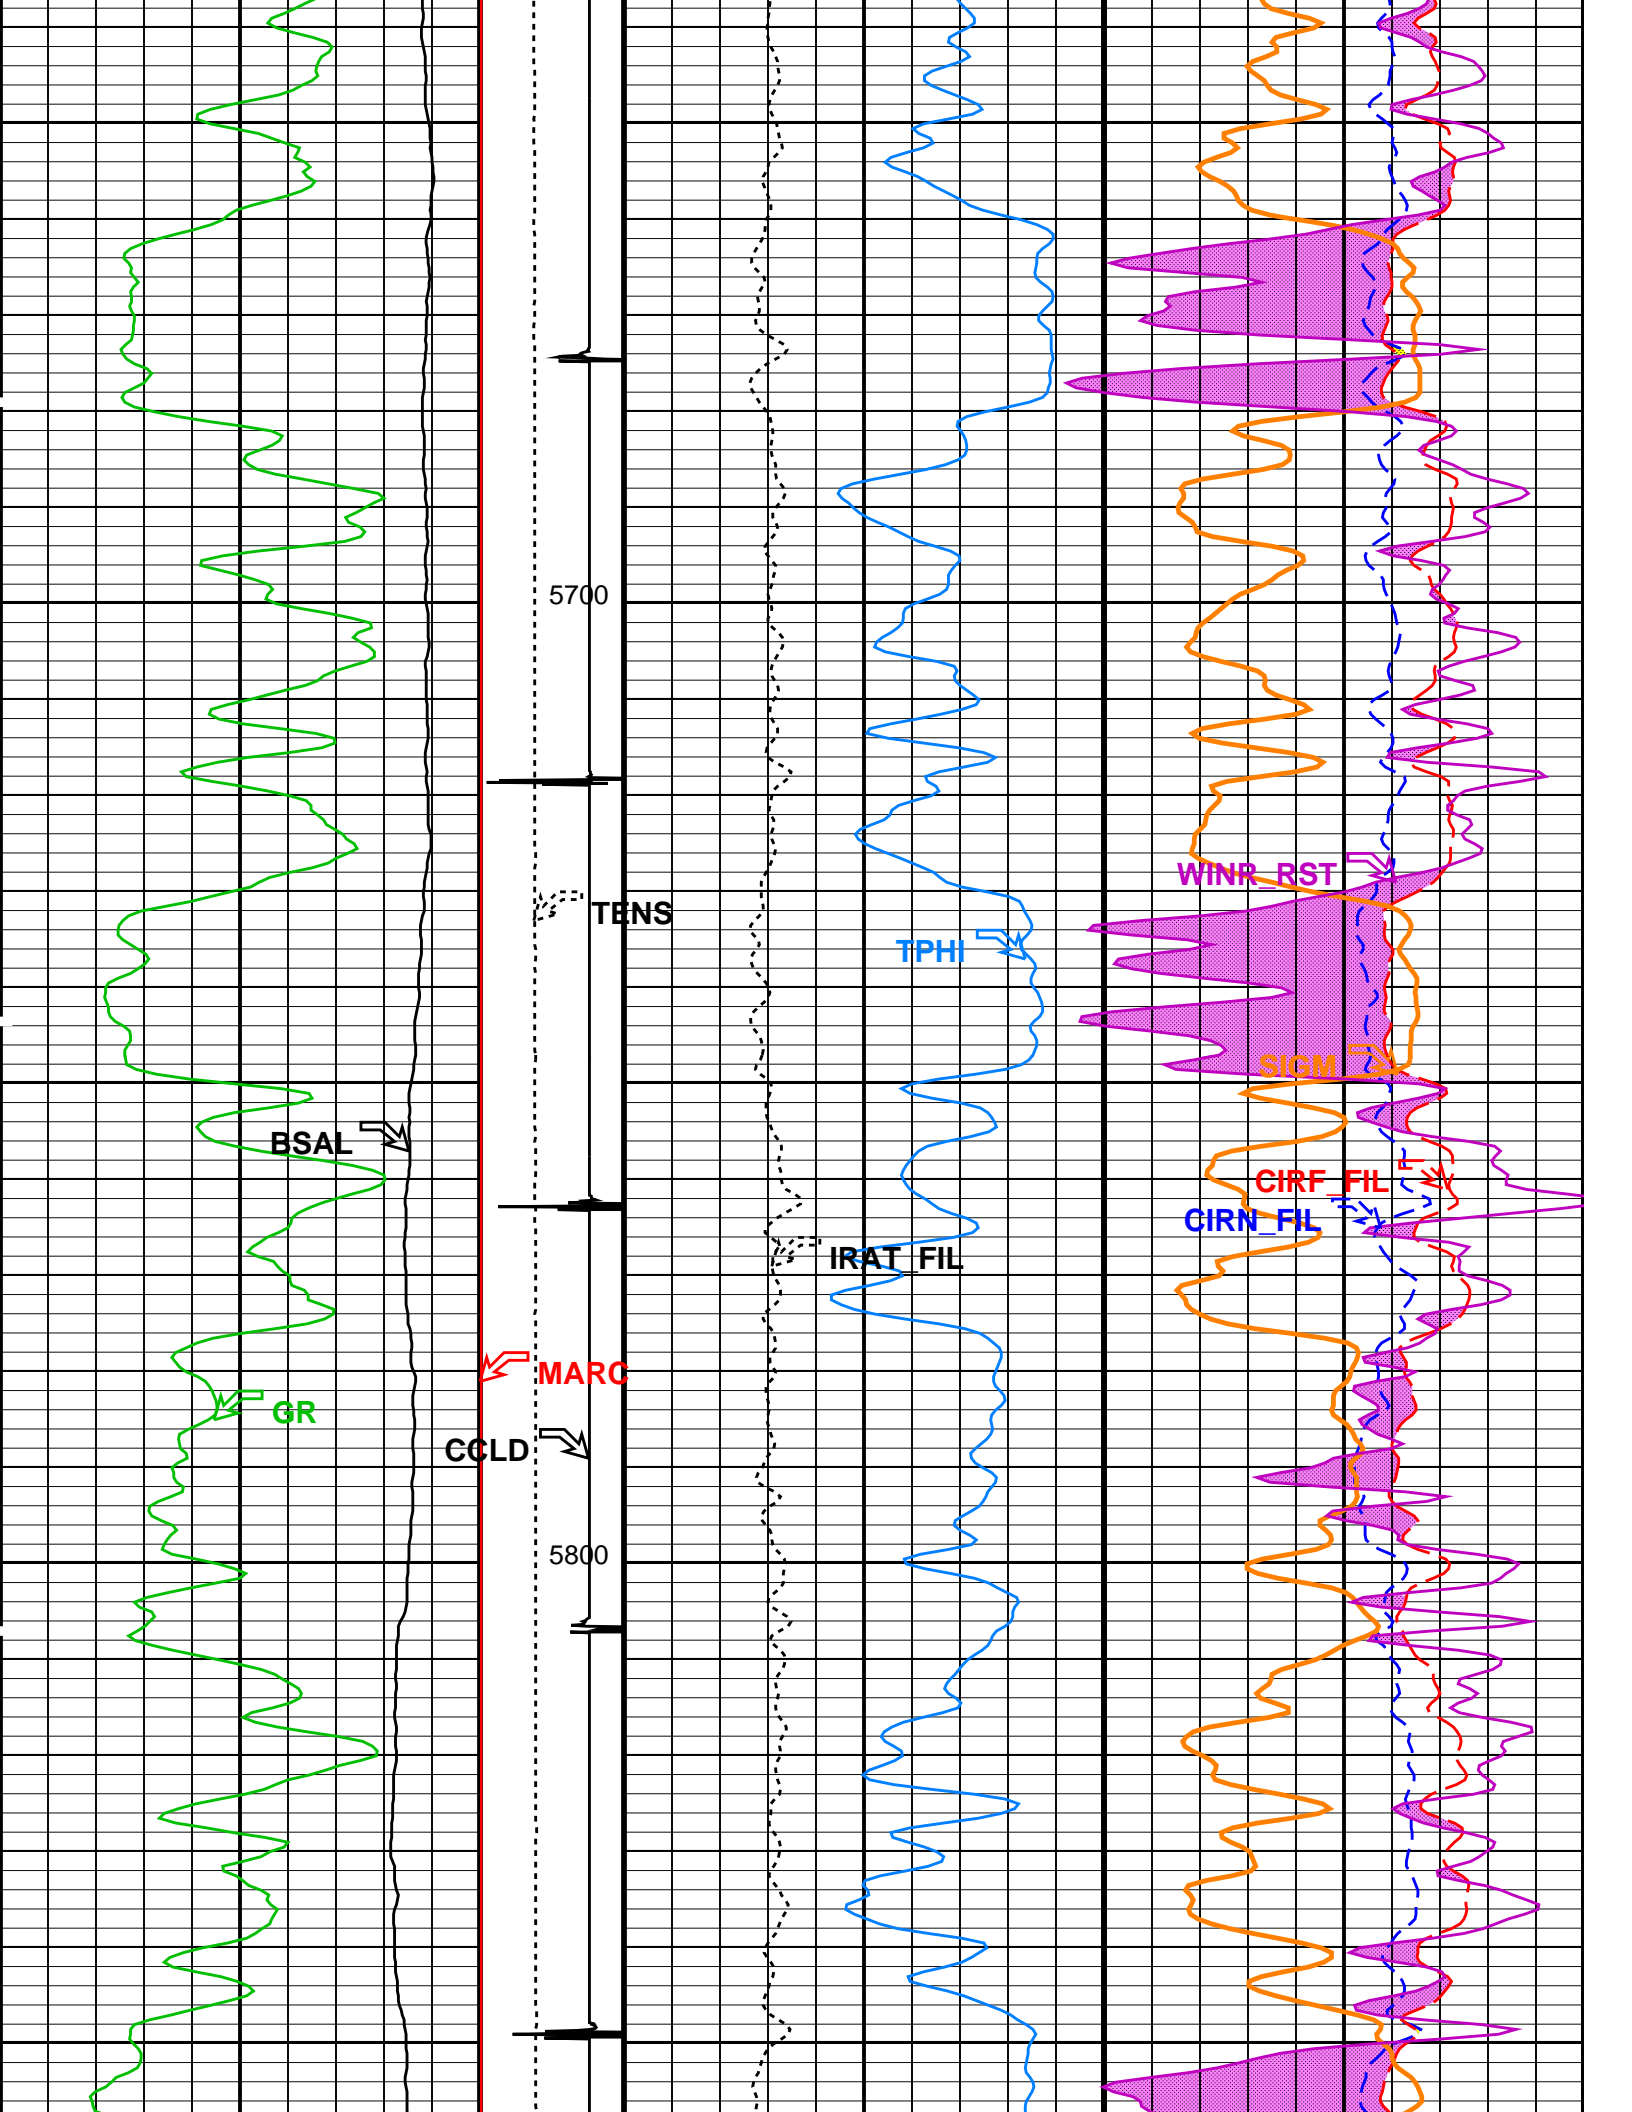 5700
WINR_RST
TENS
TPHI
SIGM
BSAL
CIRF_FIL
CIRN_FIL
IRAT_FIL
MARC
GR
CCLD
5800